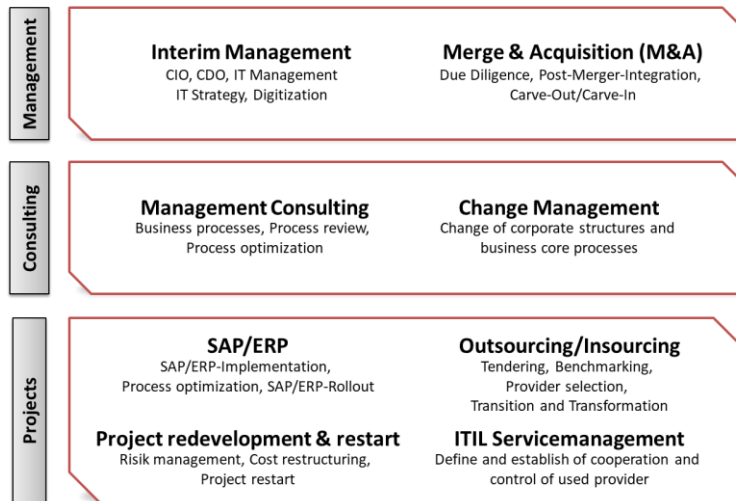 Management
Interim Management
CIO, CDO, IT Management
IT Strategy, Digitization
Merge & Acquisition (M&A)
Due Diligence, Post-Merger-Integration,
Carve-Out/Carve-In
Consulting
Management Consulting
Business processes, Process review,
Process optimization
Change Management
Change of corporate structures and
business core processes
Projects
SAP/ERP
SAP/ERP-Implementation,
Process optimization, SAP/ERP-Rollout
Outsourcing/Insourcing
Tendering, Benchmarking,
Provider selection,
Transition and Transformation
Project redevelopment & restart
Risk management, Cost restructuring,
Project restart
ITIL Servicemanagement
Define and establish of cooperation and
control of used provider